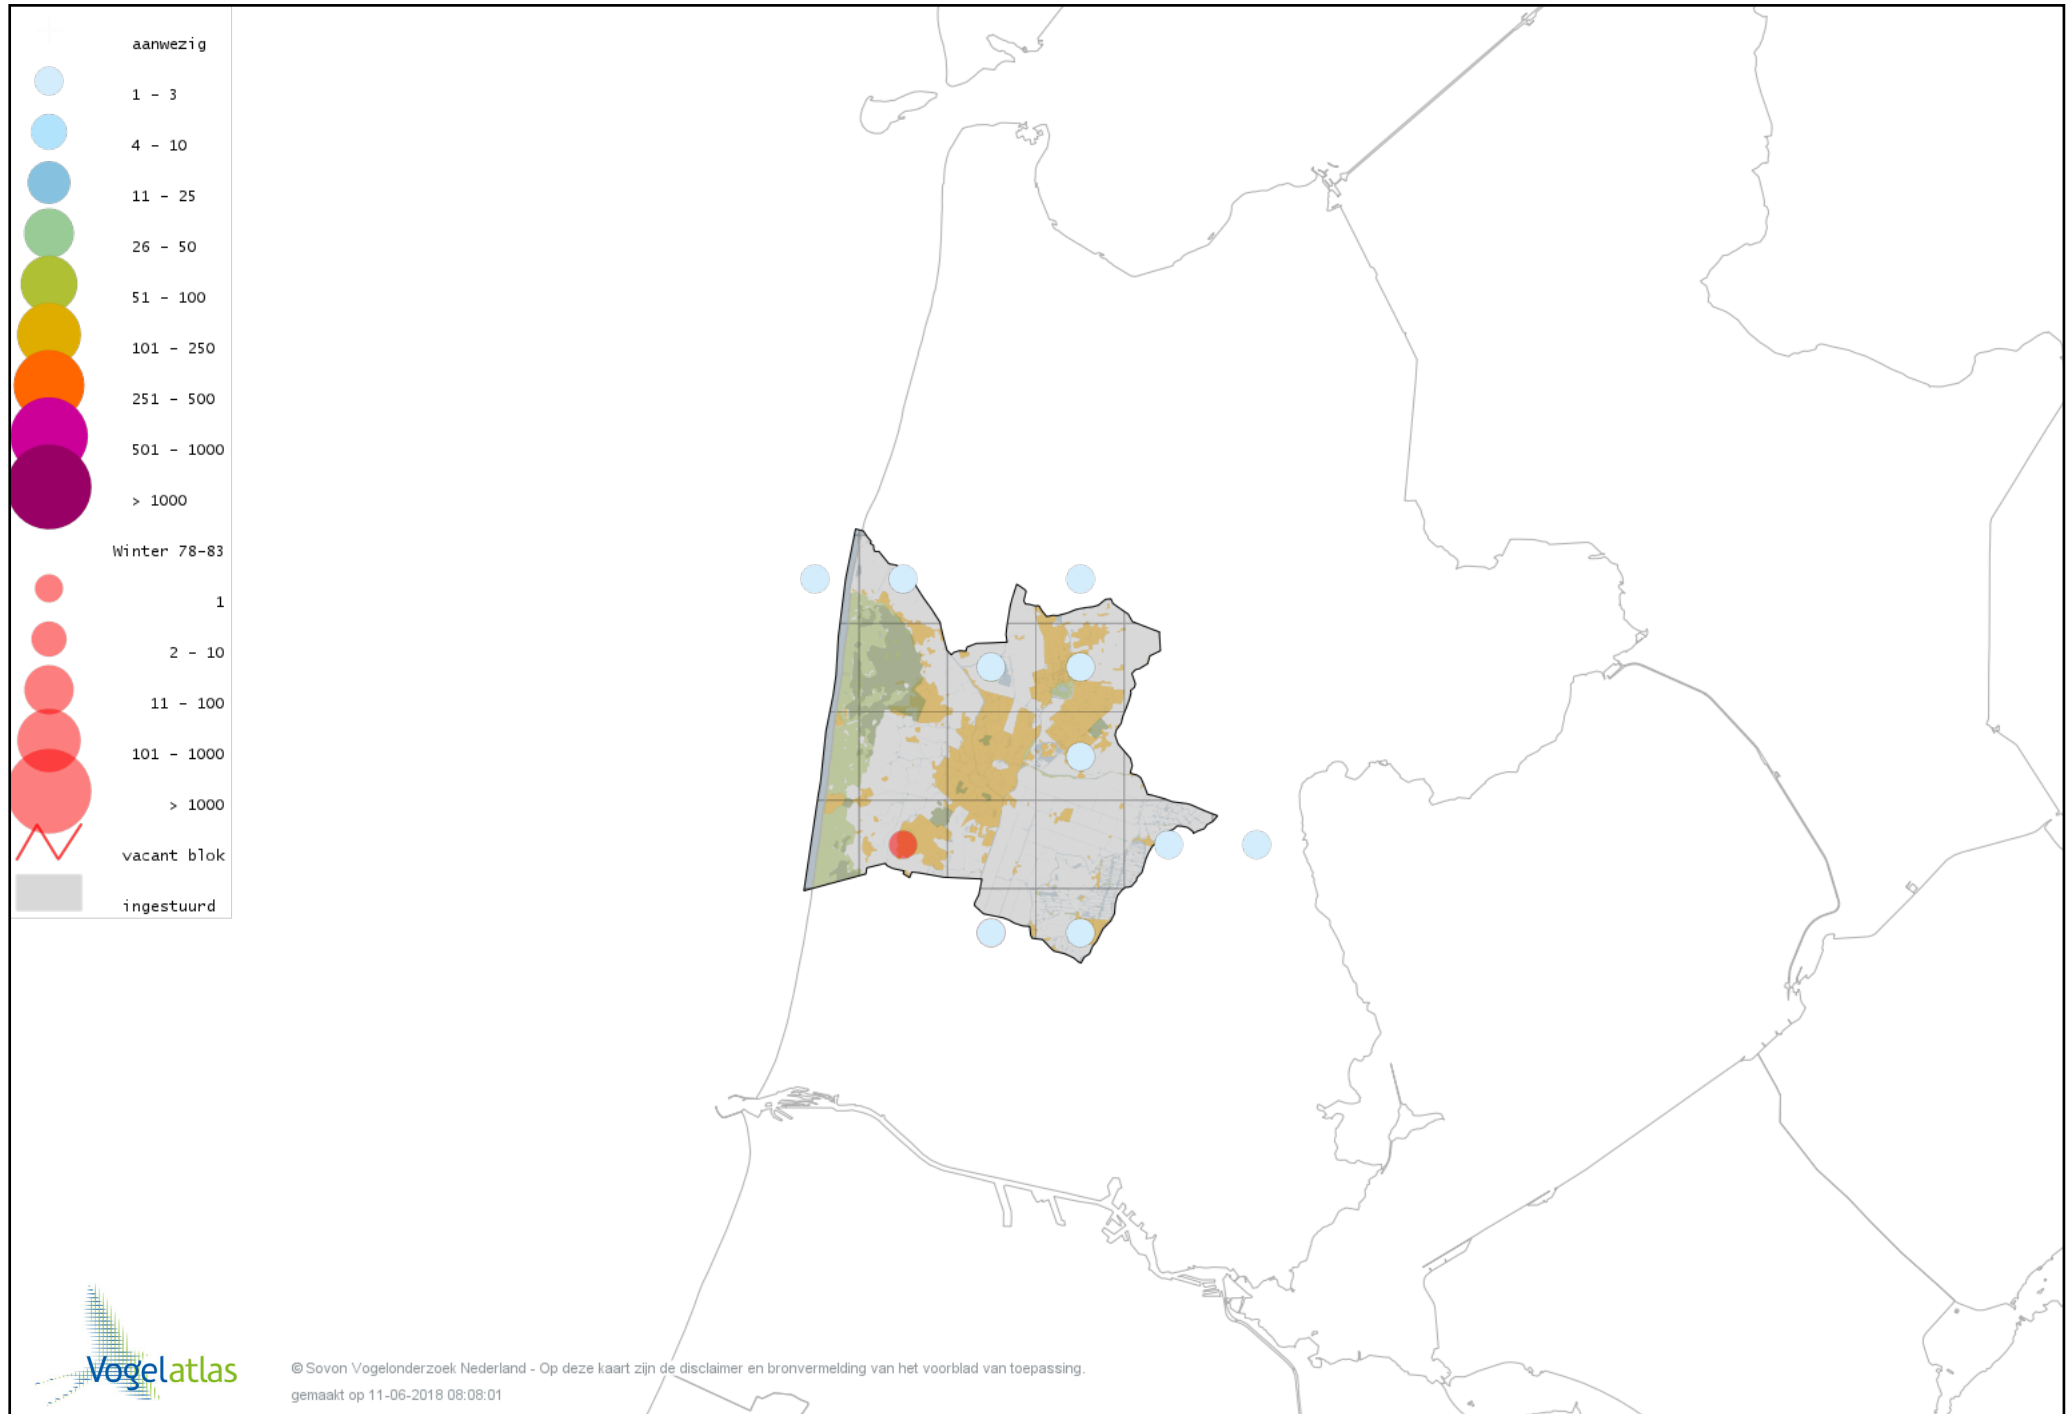 aanwezig
1 - 3
4 - 10
11 - 25
26 - 50
51 - 100
101 - 250
251 - 500
501 - 1000
> 1000
Winter 78-83
1
2 - 10
11 - 100
101 - 1000
> 1000
vacant blok
ingestuurd
Vogelatlas
© Sovon Vogelonderzoek Nederland - Op deze kaart zijn de disclaimer en bronvermelding van het voorblad van toepassing.
gemaakt op 11-06-2018 08:08:01